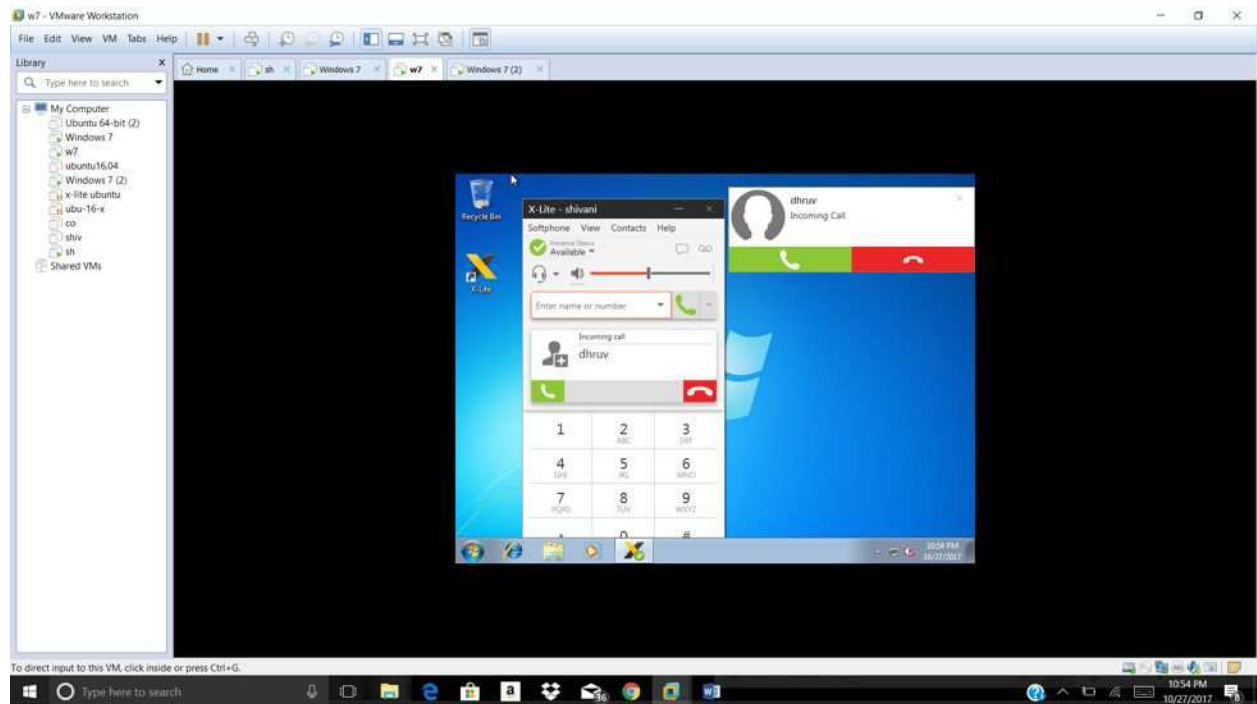 w7 - VMware Workstation
File Edit View VM Tabs Help
Library
Type here to search
Home
sh
Windows 7
w7
Windows 7 (2)
My Computer
Ubuntu 64-bit (2)
Windows 7
w7
ubuntu16.04
Windows 7 (2)
x-lite ubuntu
ubu-16-x
co
shiv
sh
Shared VMs
Recycle Bin
X-Lite
X-Lite - shivani
Softphone View Contacts Help
Presence Status
Available
Enter name or number
Incoming call
dhruv
1 2 3
ABC DEF
4 5 6
GHI JKL MNO
7 8 9
PQRS TUV WXYZ
0 #
dhruv
Incoming Call
10:54 PM
10/27/2017
To direct input to this VM, click inside or press Ctrl+G.
Type here to search
a
36
10:54 PM
10/27/2017
8